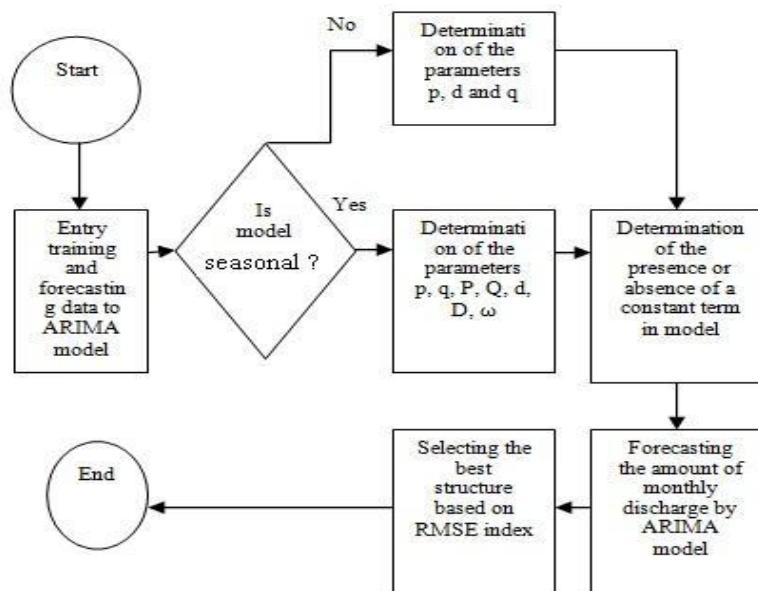 Start
Entry
training
and
forecastin
g data to
ARIMA
model
Is
model
seasonal ?
No
Determinati
on of the
parameters
p, d and q
Yes
Determinati
on of the
parameters
p, q, P, Q, d,
D, ω
Determination
of the
presence or
absence of a
constant term
in model
Forecasting
the amount of
monthly
discharge by
ARIMA
model
Selecting the
best
structure
based on
RMSE index
End